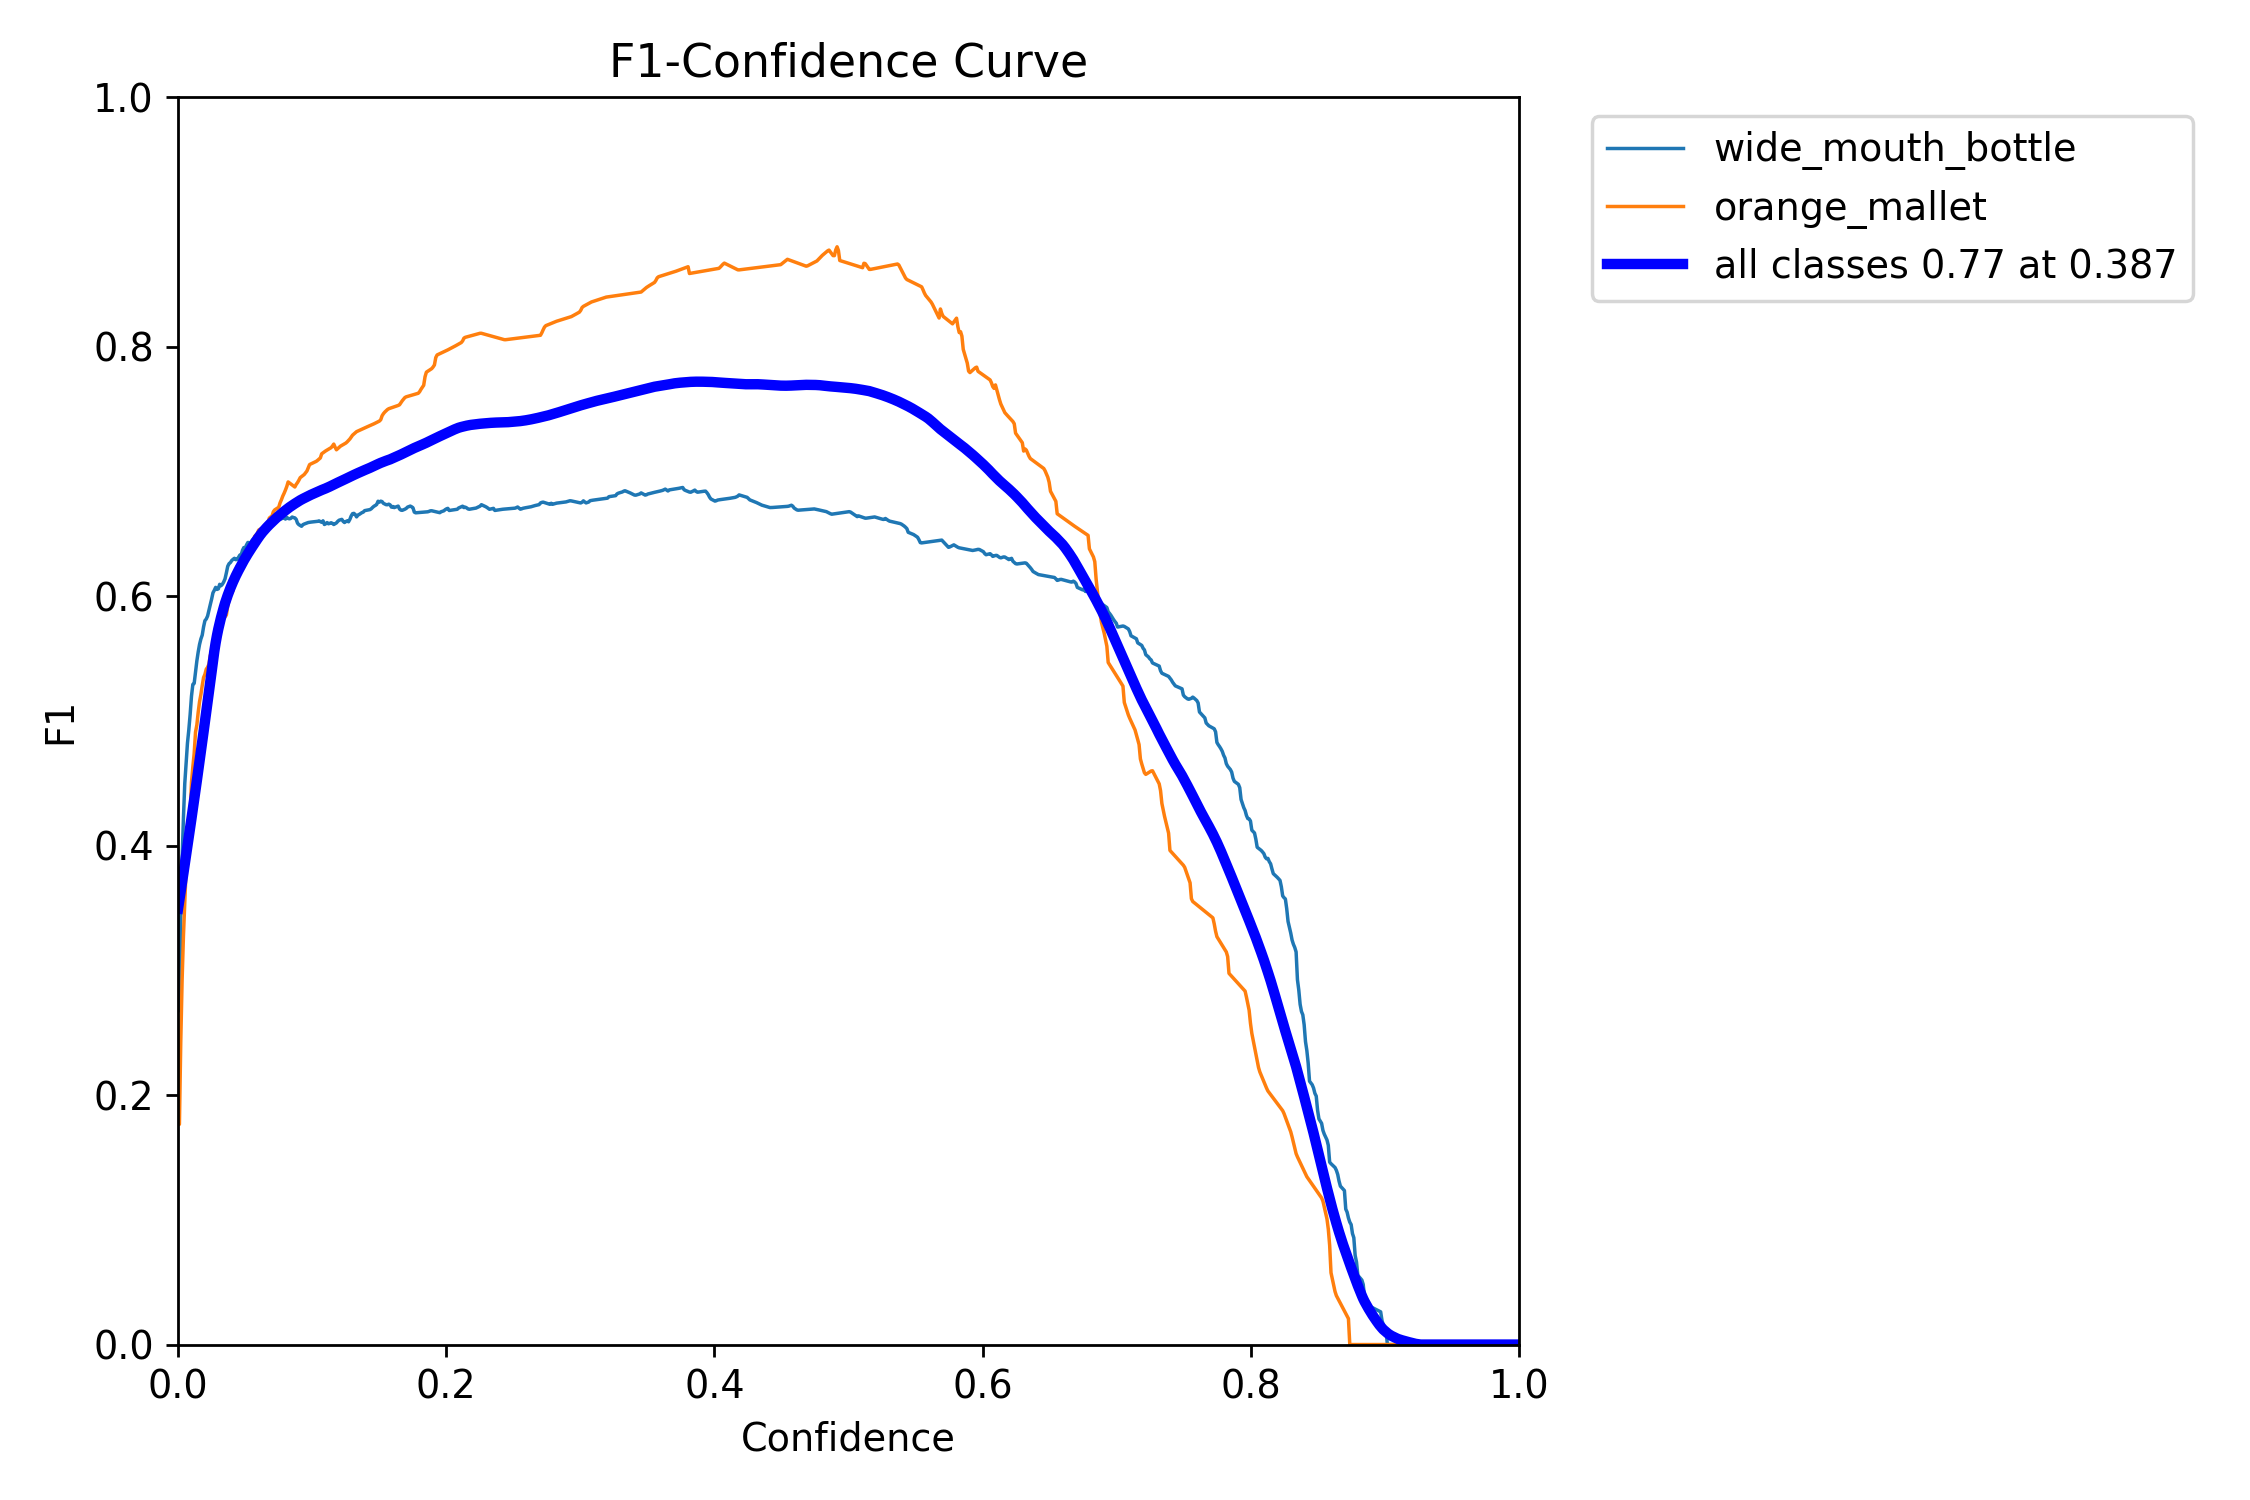 F1-Confidence Curve
1.0
0.8
0.6
0.4
0.2
0.0
F1
0.0 0.2 0.4 0.6 0.8 1.0
Confidence
wide_mouth_bottle
orange_mallet
all classes 0.77 at 0.387